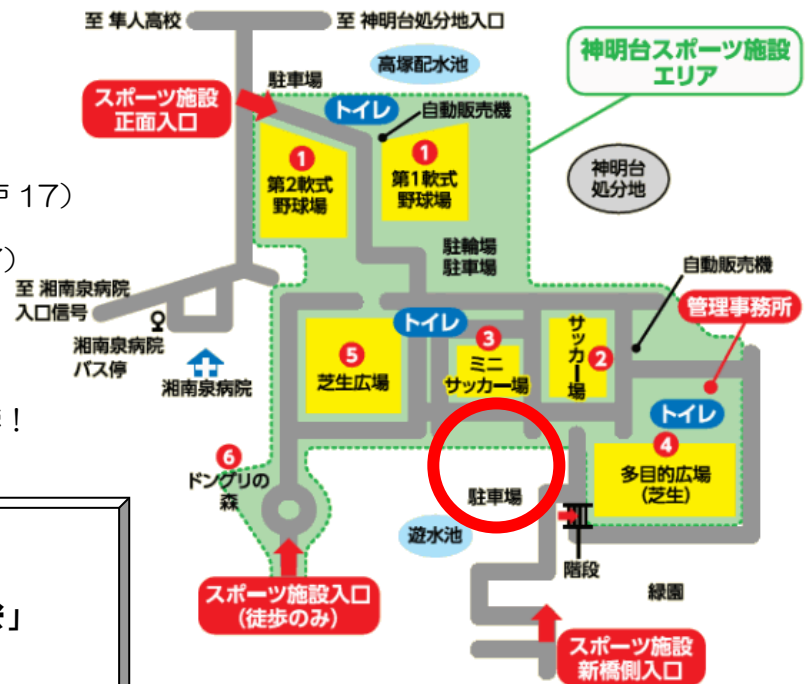 至 隼人高校
至 神明台処分地入口
高塚配水池
神明台スポーツ施設
エリア
駐車場
スポーツ施設
正面入口
トイレ
自動販売機
1
第2軟式
野球場
1
第1軟式
野球場
神明台
処分地
17)
)
駐輪場
駐車場
至 湘南泉病院
入口信号
自動販売機
管理事務所
湘南泉病院
バス停
湘南泉病院
トイレ
5
芝生広場
3
ミニ
サッカー場
サッカー場
2
トイレ
!
4
多目的広場
(芝生)
6
ドングリの
森
駐車場
遊水池
階段
緑園
スポーツ施設入口
(徒歩のみ)
スポーツ施設
新橋側入口
」